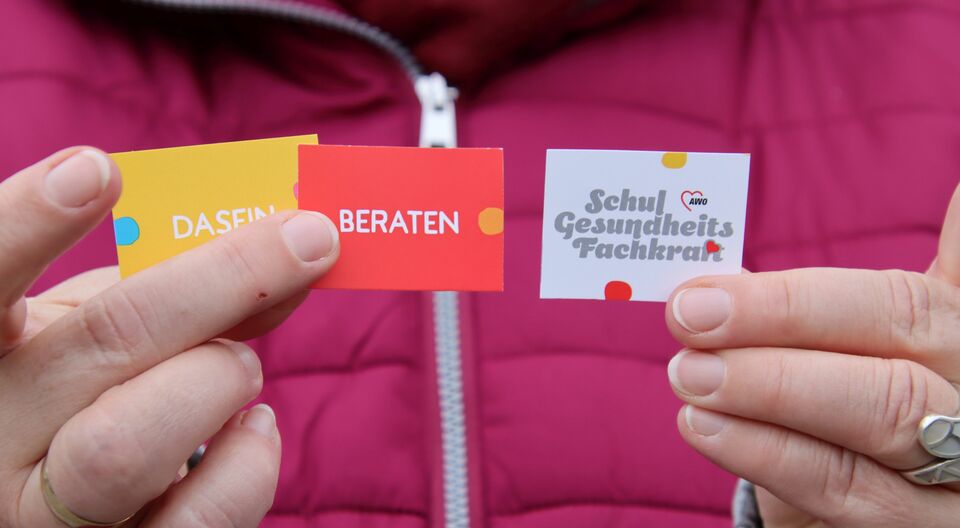 DASEIN
BERATEN
Schul
AWO
Gesundheits
Fachkraft